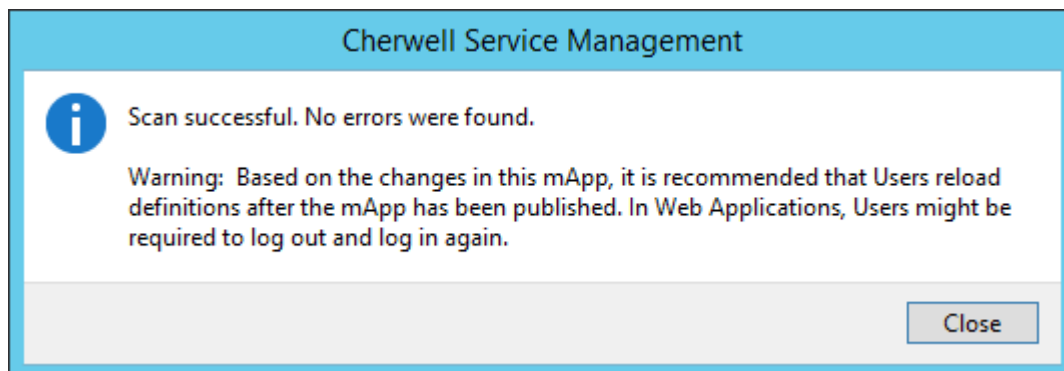 Cherwell Service Management
Scan successful. No errors were found.
Warning:  Based on the changes in this mApp, it is recommended that Users reload
definitions after the mApp has been published. In Web Applications, Users might be
required to log out and log in again.
Close